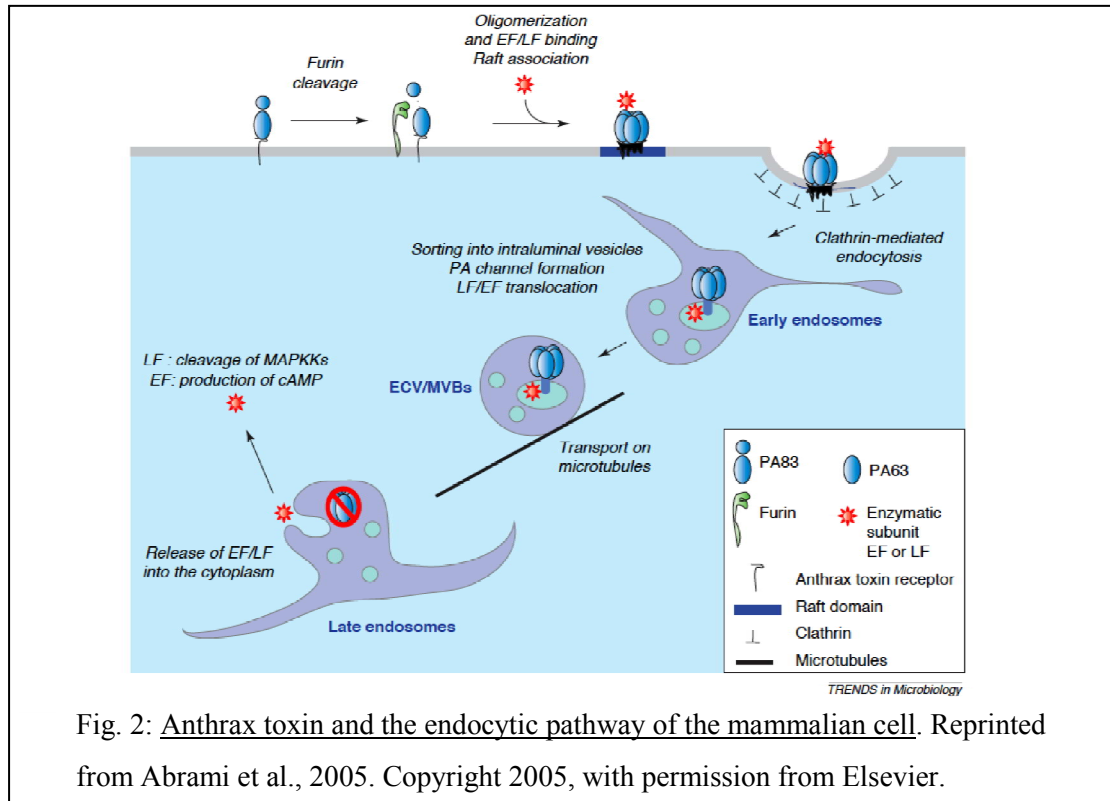 Oligomerization
and EF/LF binding
Raft association
Furin
cleavage
Clathrin-mediated
endocytosis
Sorting into intraluminal vesicles
PA channel formation
LF/EF translocation
Early endosomes
LF : cleavage of MAPKKs
EF: production of cAMP
ECV/MVBs
Transport on
microtubules
Release of EF/LF
into the cytoplasm
Late endosomes
PA83
PA63
Furin
Enzymatic
subunit
EF or LF
Anthrax toxin receptor
Raft domain
Clathrin
Microtubules
TRENDS in Microbiology
Fig. 2: Anthrax toxin and the endocytic pathway of the mammalian cell. Reprinted
from Abrami et al., 2005. Copyright 2005, with permission from Elsevier.